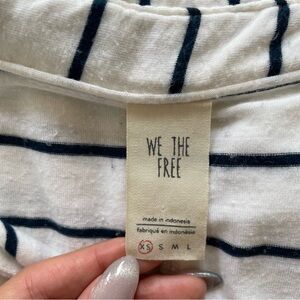 WE THE
FREE
made in indonesia
fabriqué en indonésie
XS S M L